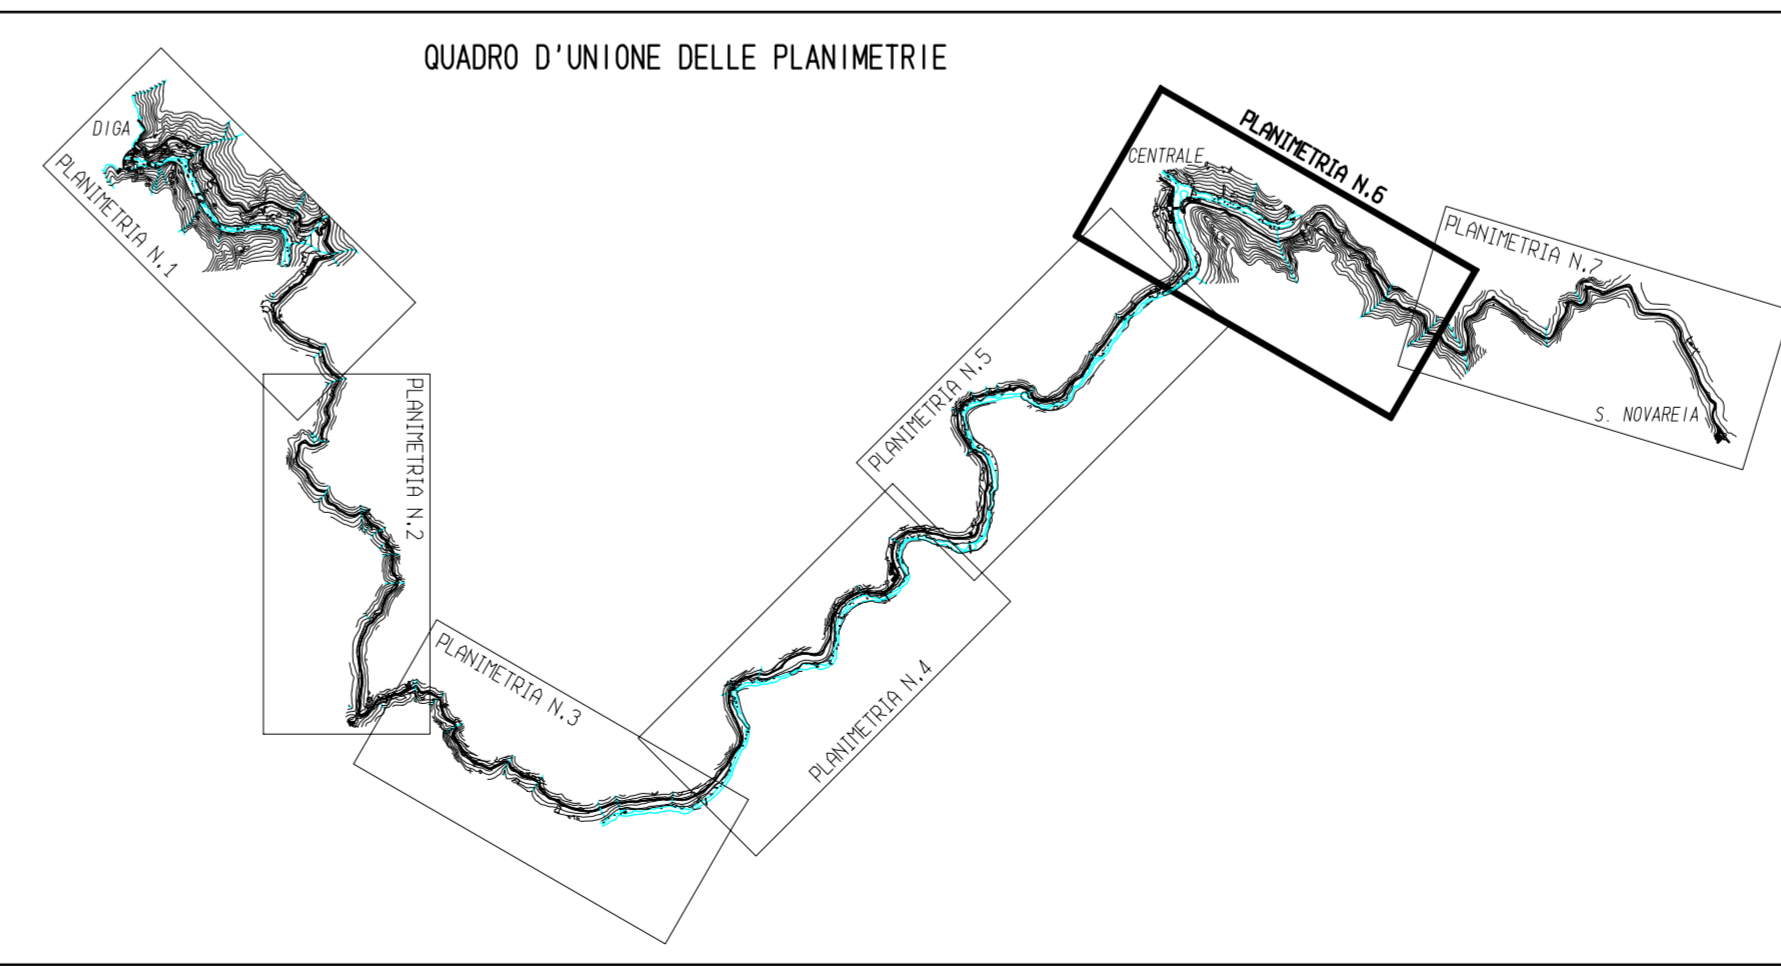 QUADRO D'UNIONE DELLE PLANIMETRIE
DIGA
PLANIMETRIA N.1
PLANIMETRIA N.2
PLANIMETRIA N.3
PLANIMETRIA N.4
PLANIMETRIA N.5
CENTRALE
PLANIMETRIA N.6
PLANIMETRIA N.7
S. NOVAREIA